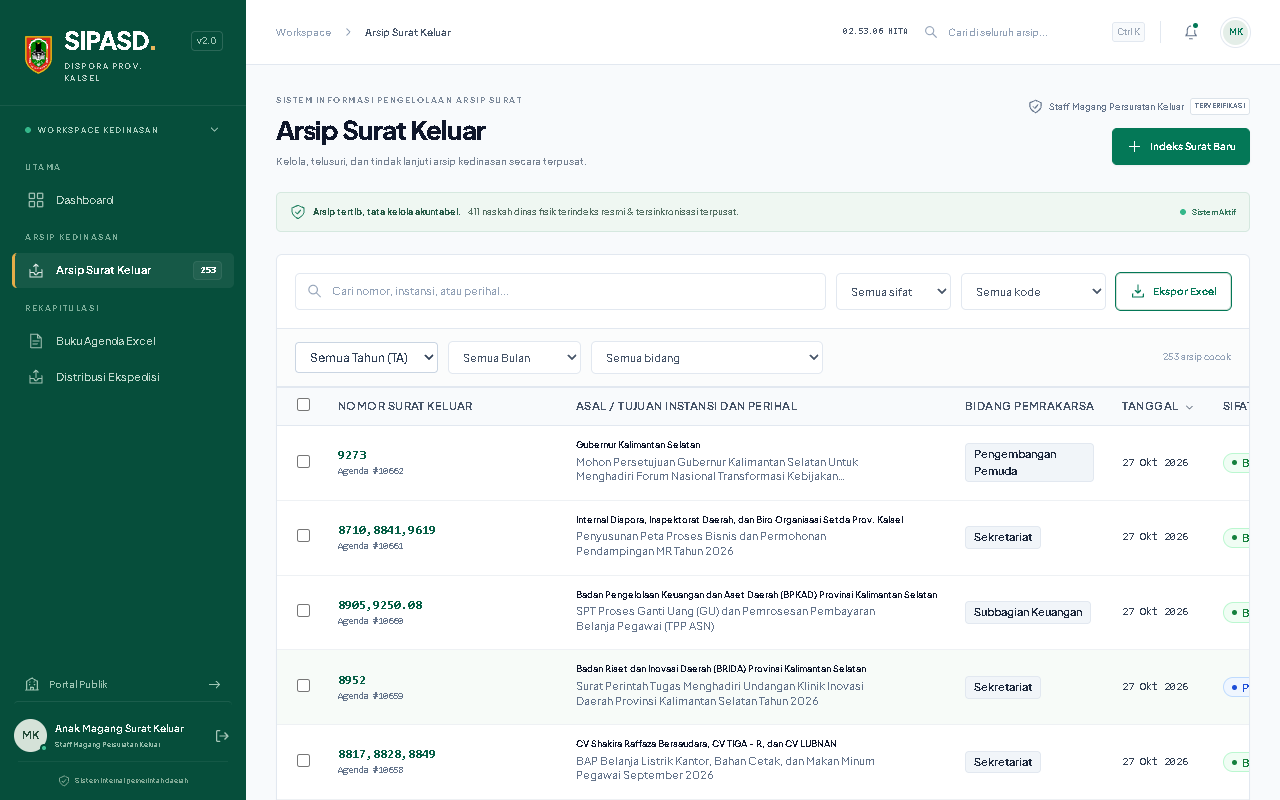 SIPASD.
v2.0
DISPORA PROV.
KALSEL
WORKSPACE KEDINASAN
UTAMA
Dashboard
ARSIP KEDINASAN
Arsip Surat Keluar
253
REKAPITULASI
Buku Agenda Excel
Distribusi Ekspedisi
Portal Publik
MK
Anak Magang Surat Keluar
Staff Magang Persuratan Keluar
Sistem internal pemerintah daerah
Workspace
Arsip Surat Keluar
02.53.06 WITA
Cari di seluruh arsip...
Ctrl K
MK
SISTEM INFORMASI PENGELOLAAN ARSIP SURAT
Arsip Surat Keluar
Kelola, telusuri, dan tindak lanjuti arsip kedinasan secara terpusat.
Staff Magang Persuratan Keluar
TERVERIFIKASI
Indeks Surat Baru
Arsip tertib, tata kelola akuntabel. 411 naskah dinas fisik terindeks resmi & tersinkronisasi terpusat.
Sistem Aktif
Cari nomor, instansi, atau perihal...
Semua sifat
Semua kode
Ekspor Excel
Semua Tahun (TA)
Semua Bulan
Semua bidang
253 arsip cocok
NOMOR SURAT KELUAR
ASAL / TUJUAN INSTANSI DAN PERIHAL
BIDANG PEMRAKARSA
TANGGAL
SIFAT
9273
Agenda #10662
Gubernur Kalimantan Selatan
Mohon Persetujuan Gubernur Kalimantan Selatan Untuk
Menghadiri Forum Nasional Transformasi Kebijakan...
Pengembangan
Pemuda
27 Okt 2026
B
8710,8841,9619
Agenda #10661
Internal Dispora, Inspektorat Daerah, dan Biro Organisasi Setda Prov. Kalsel
Penyusunan Peta Proses Bisnis dan Permohonan
Pendampingan MR Tahun 2026
Sekretariat
27 Okt 2026
B
8905,9250.08
Agenda #10660
Badan Pengelolaan Keuangan dan Aset Daerah (BPKAD) Provinsi Kalimantan Selatan
SPT Proses Ganti Uang (GU) dan Pemrosesan Pembayaran
Belanja Pegawai (TPP ASN)
Subbagian Keuangan
27 Okt 2026
B
8952
Agenda #10659
Badan Riset dan Inovasi Daerah (BRIDA) Provinsi Kalimantan Selatan
Surat Perintah Tugas Menghadiri Undangan Klinik Inovasi
Daerah Provinsi Kalimantan Selatan Tahun 2026
Sekretariat
27 Okt 2026
P
8817,8828,8849
Agenda #10658
CV Shakira Raffaza Bersaudara, CV TIGA - R, dan CV LUBNAN
BAP Belanja Listrik Kantor, Bahan Cetak, dan Makan Minum
Pegawai September 2026
Sekretariat
27 Okt 2026
B